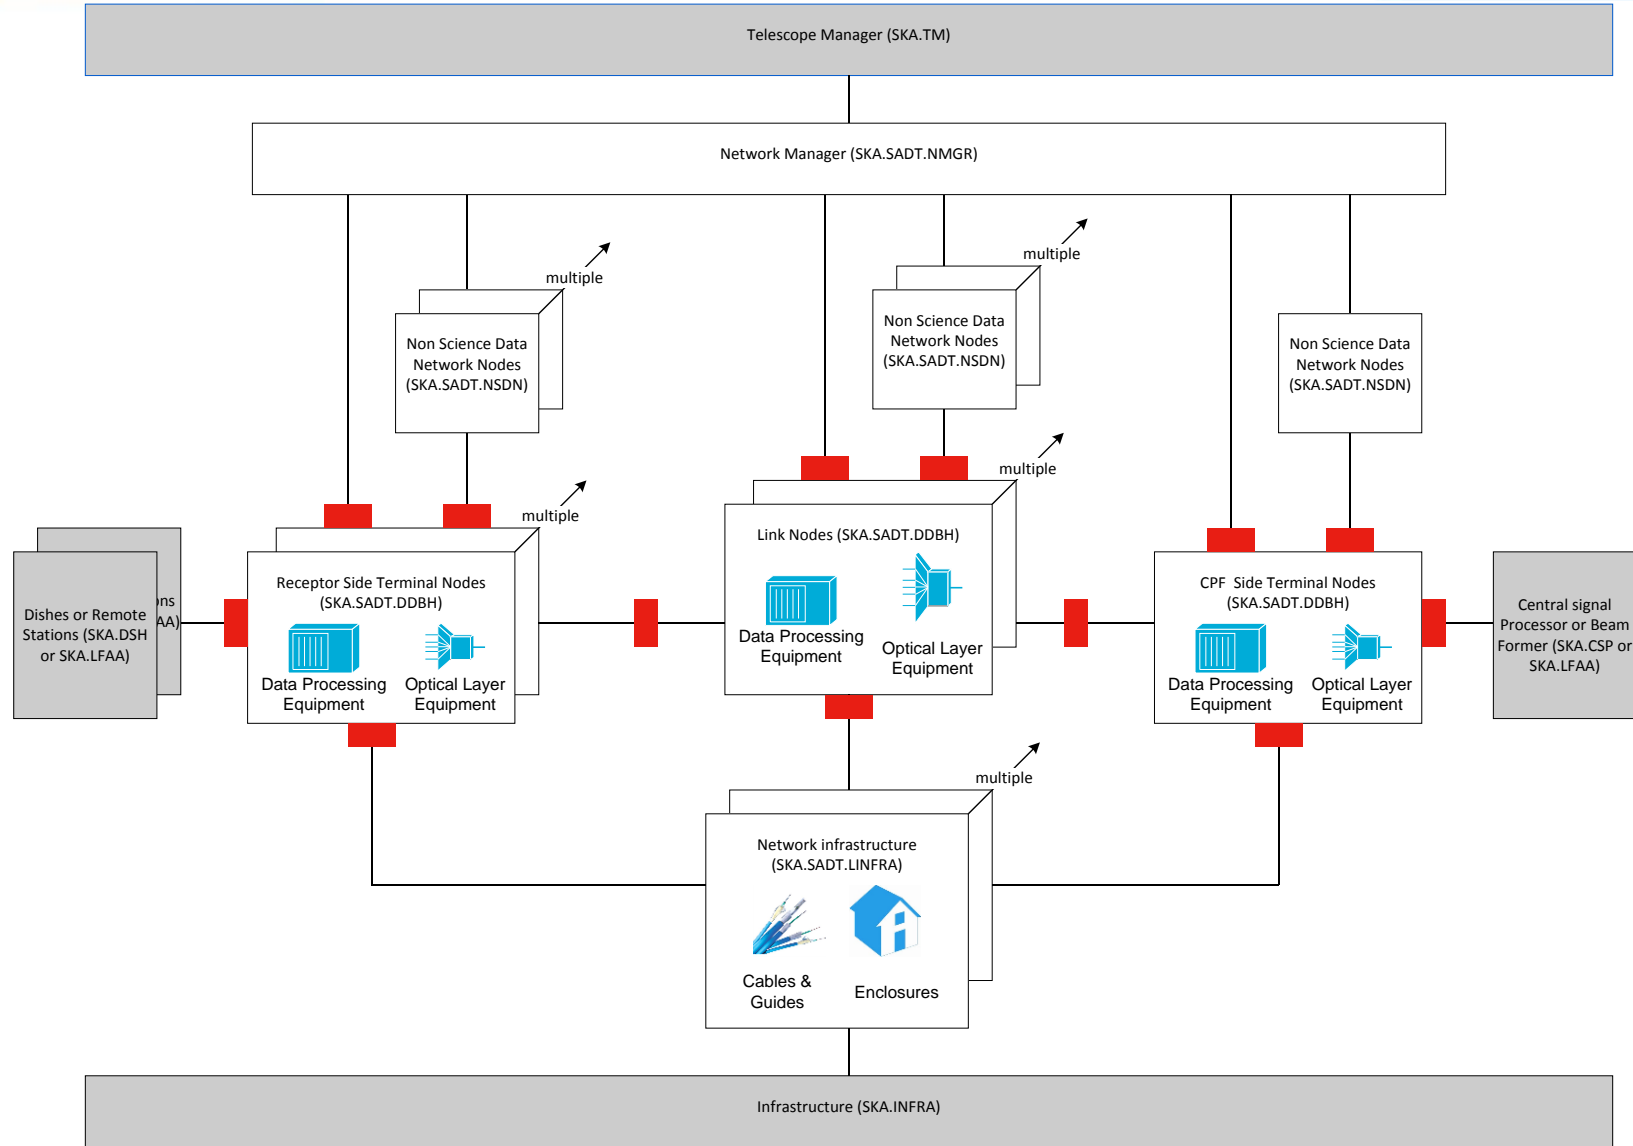 Telescope Manager (SKA.TM)
Network Manager (SKA.SADT.NMGR)
multiple
Non Science Data
Network Nodes
(SKA.SADT.NSDN)
multiple
Non Science Data
Network Nodes
(SKA.SADT.NSDN)
Non Science Data
Network Nodes
(SKA.SADT.NSDN)
multiple
Receptor Side Terminal Nodes
(SKA.SADT.DDBH)
Data Processing
Equipment
Optical Layer
Equipment
multiple
Link Nodes (SKA.SADT.DDBH)
Data Processing
Equipment
Optical Layer
Equipment
CPF  Side Terminal Nodes
(SKA.SADT.DDBH)
Data Processing
Equipment
Optical Layer
Equipment
Dishes or Remote
Stations (SKA.DSH
or SKA.LFAA)
ons
AA)
Central signal
Processor or Beam
Former (SKA.CSP or
SKA.LFAA)
multiple
Network infrastructure
(SKA.SADT.LINFRA)
Cables &
Guides
Enclosures
Infrastructure (SKA.INFRA)